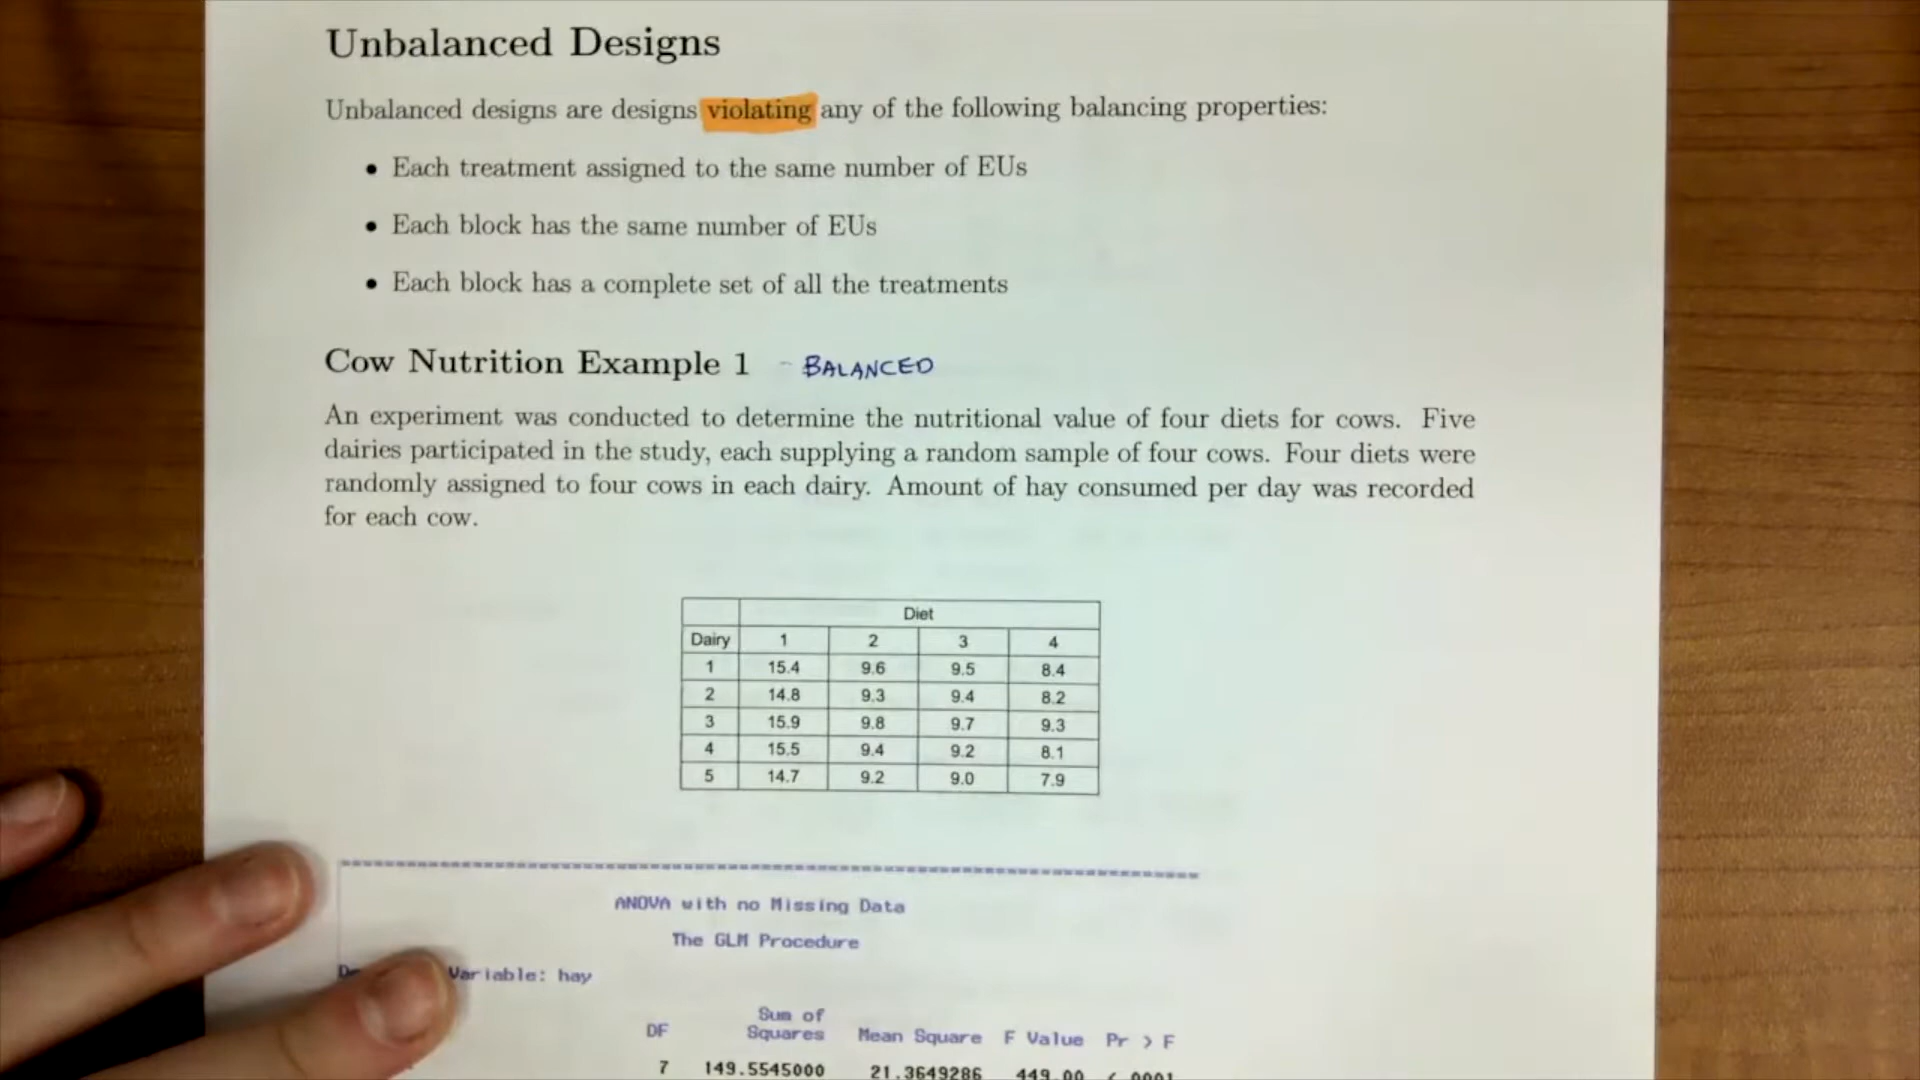 Unbalanced Designs
Unbalanced designs are designs violating any of the following balancing properties:
• Each treatment assigned to the same number of EUs
• Each block has the same number of EUs
• Each block has a complete set of all the treatments
Cow Nutrition Example 1 - BALANCED
An experiment was conducted to determine the nutritional value of four diets for cows. Five
dairies participated in the study, each supplying a random sample of four cows. Four diets were
randomly assigned to four cows in each dairy. Amount of hay consumed per day was recorded
for each cow.
Diet
Dairy 1 2 3 4
1 15.4 9.6 9.5 8.4
2 14.8 9.3 9.4 8.2
3 15.9 9.8 9.7 9.3
4 15.5 9.4 9.2 8.1
5 14.7 9.2 9.0 7.9
ANOVA with no Missing Data
The GLM Procedure
Variable: hay
Sum of
DF Squares Mean Square F Value Pr > F
7 149.5545000 21.3649286 449.00 <.0001